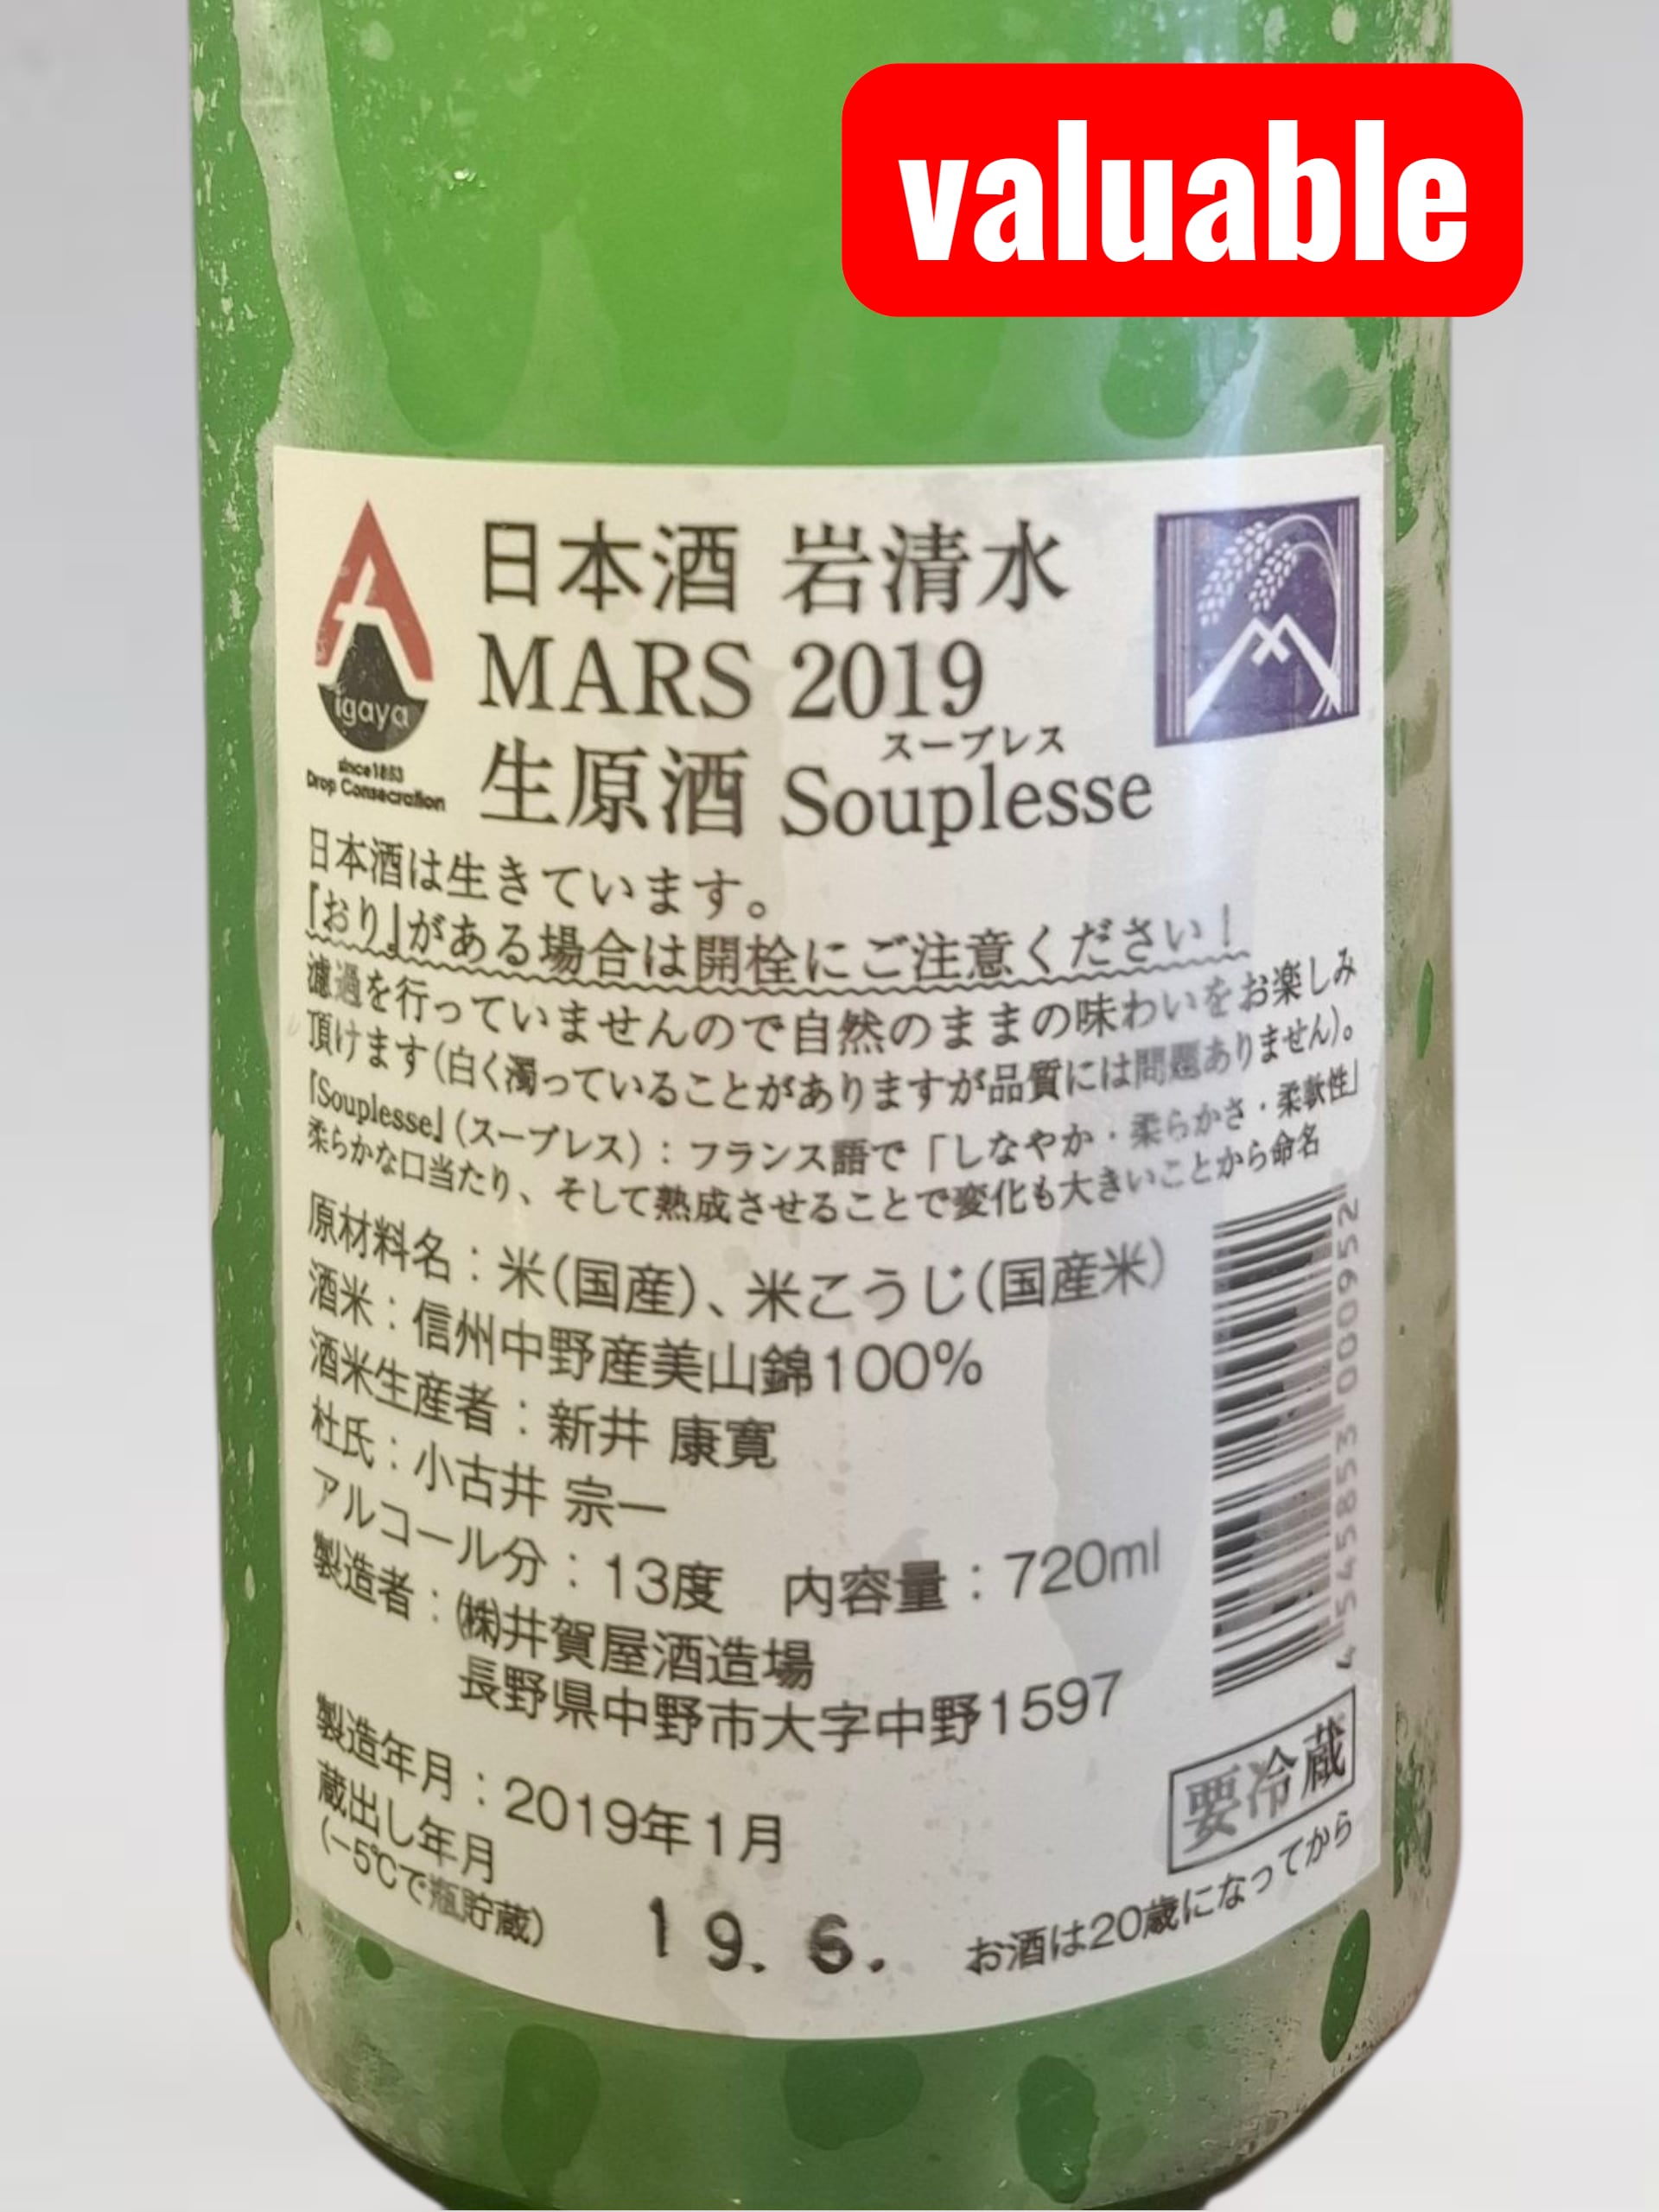 valuable
日本酒 岩清水
MARS 2019
スープレス
生原酒 Souplesse
igaya
since1853
Drop Consecration
日本酒は生きています。
『おり』がある場合は開栓にご注意ください!
濾過を行っていませんので自然のままの味わいをお楽しみ
頂けます(白く濁っていることがありますが品質には問題ありません)。
『Souplesse』(スープレス):フランス語で「しなやか・柔らかさ・柔軟性」
柔らかな口当たり、そして熟成させることで変化も大きいことから命名
原材料名:米(国産)、米こうじ(国産米)
酒米:信州中野産美山錦100%
酒米生産者:新井 康寛
杜氏:小古井 宗一
アルコール分:13度 内容量:720ml
製造者:㈱井賀屋酒造場
長野県中野市大字中野1597
製造年月:2019年1月
蔵出し年月
(−5℃で瓶貯蔵)
19. 6.
4 545853 000952
要冷蔵
お酒は20歳になってから